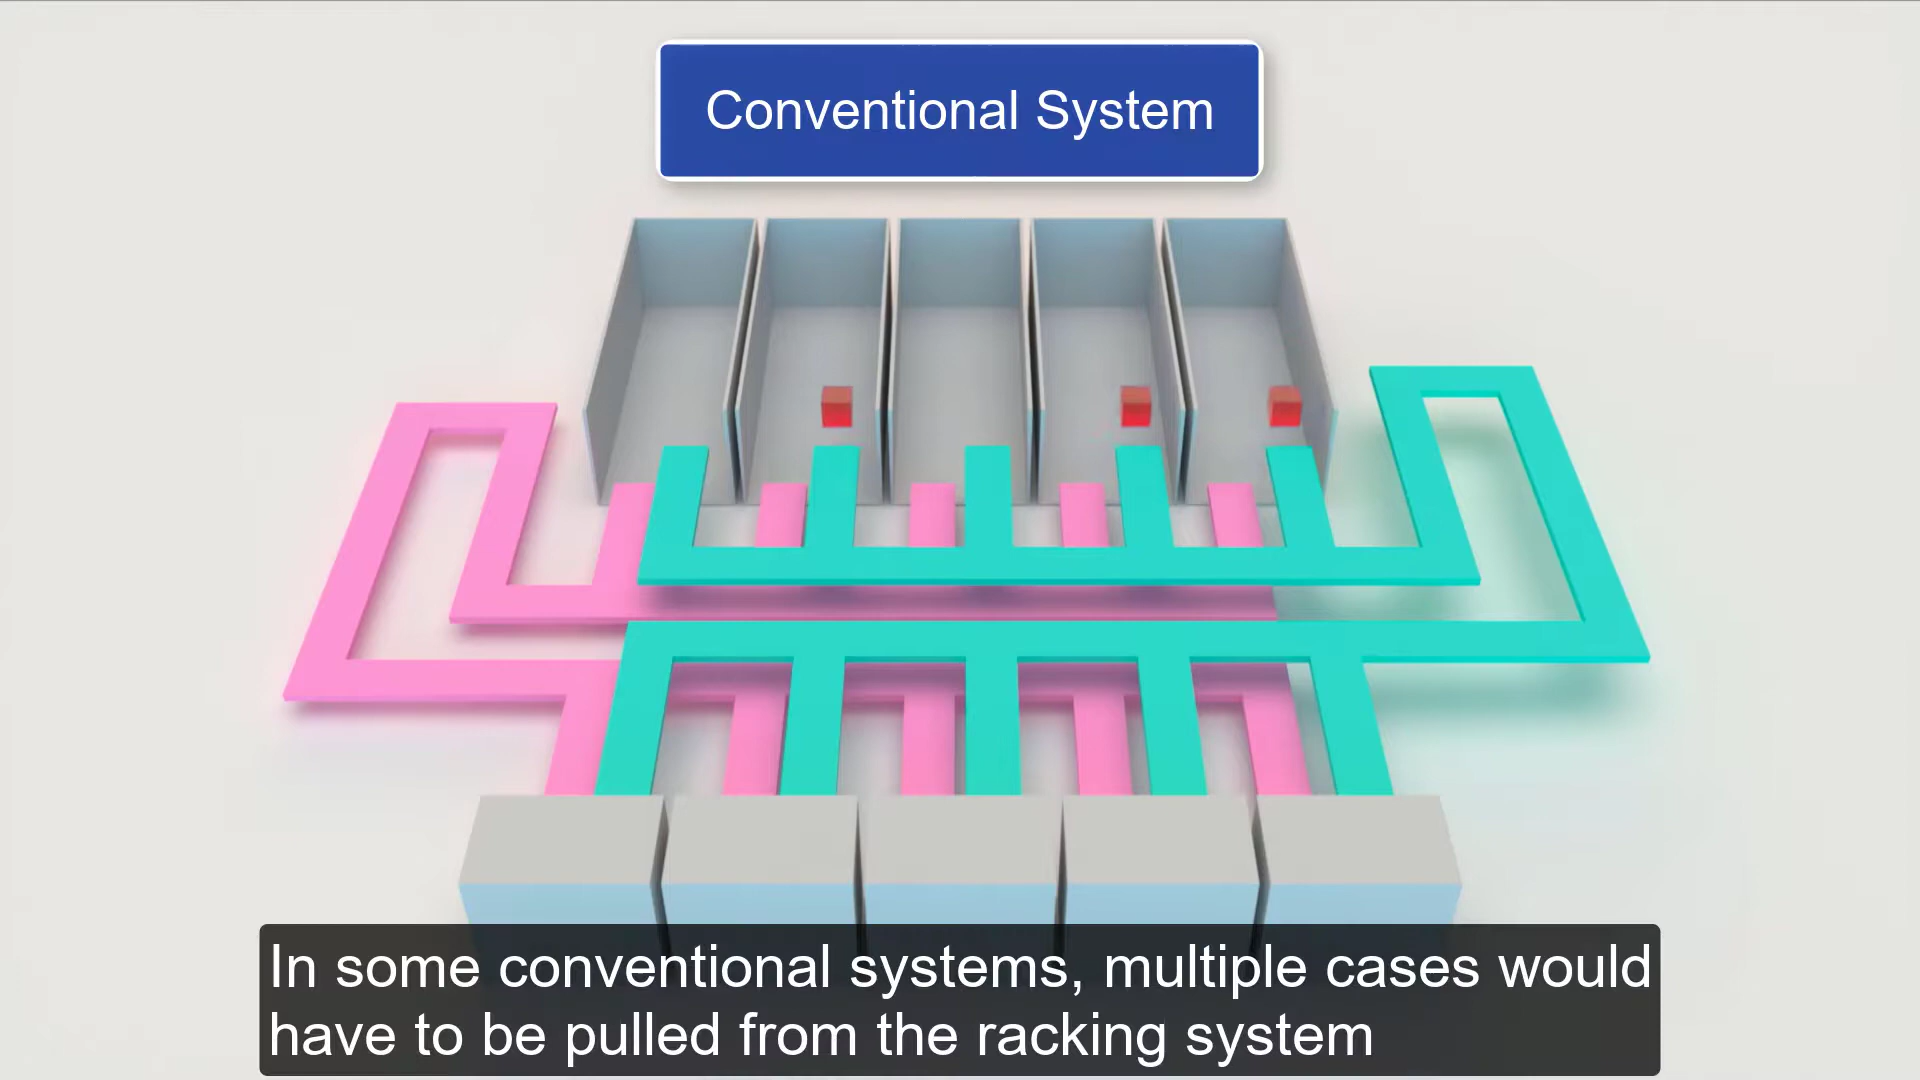 Conventional System
In some conventional systems, multiple cases would
have to be pulled from the racking system